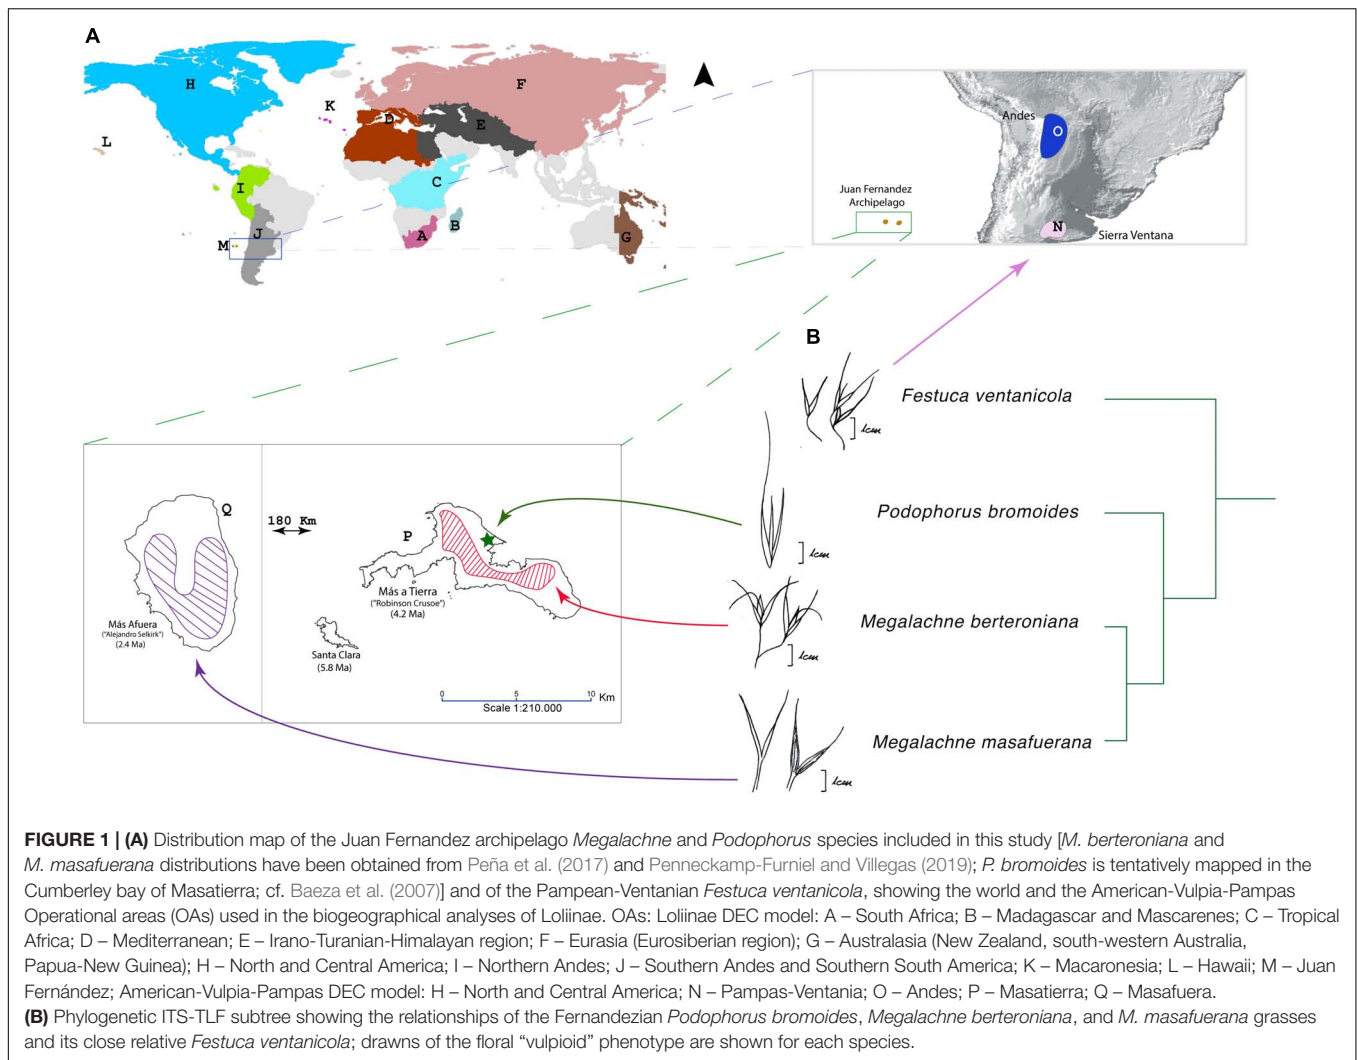 A
H
K
L
D
F
E
I
C
J
M
A
B
G
Andes
O
Juan Fernandez
Archipelago
N
Sierra Ventana
B
Festuca ventanicola
1cm
Podophorus bromoides
1cm
Megalachne berteroniana
1cm
Megalachne masafuerana
1cm
Q
180 Km
P
Más a Tierra
("Robinson Crusoe")
(4.2 Ma)
Más Afuera
("Alejandro Selkirk")
(2.4 Ma)
Santa Clara
(5.8 Ma)
0 5 10 Km
Scale 1:210.000
FIGURE 1 | (A) Distribution map of the Juan Fernandez archipelago Megalachne and Podophorus species included in this study [M. berteroniana and
M. masafuerana distributions have been obtained from Peña et al. (2017) and Penneckamp-Furniel and Villegas (2019); P. bromoides is tentatively mapped in the
Cumberley bay of Masatierra; cf. Baeza et al. (2007)] and of the Pampean-Ventanian Festuca ventanicola, showing the world and the American-Vulpia-Pampas
Operational areas (OAs) used in the biogeographical analyses of Loliinae. OAs: Loliinae DEC model: A – South Africa; B – Madagascar and Mascarenes; C – Tropical
Africa; D – Mediterranean; E – Irano-Turanian-Himalayan region; F – Eurasia (Eurosiberian region); G – Australasia (New Zealand, south-western Australia,
Papua-New Guinea); H – North and Central America; I – Northern Andes; J – Southern Andes and Southern South America; K – Macaronesia; L – Hawaii; M – Juan
Fernández; American-Vulpia-Pampas DEC model: H – North and Central America; N – Pampas-Ventania; O – Andes; P – Masatierra; Q – Masafuera.
(B) Phylogenetic ITS-TLF subtree showing the relationships of the Fernandezian Podophorus bromoides, Megalachne berteroniana, and M. masafuerana grasses
and its close relative Festuca ventanicola; drawns of the floral “vulpioid” phenotype are shown for each species.